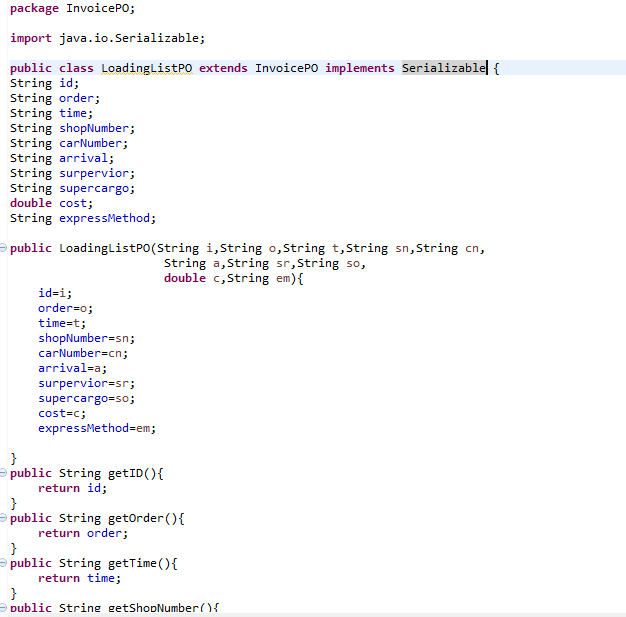 package InvoicePO;
import java.io.Serializable;
public class LoadingListPO extends InvoicePO implements Serializable {
String id;
String order;
String time;
String shopNumber;
String carNumber;
String arrival;
String surpervior;
String supercargo;
double cost;
String expressMethod;
public LoadingListPO(String i,String o,String t,String sn,String cn,
String a,String sr,String so,
double c,String em){
id=i;
order=o;
time=t;
shopNumber=sn;
carNumber=cn;
arrival=a;
surpervior=sr;
supercargo=so;
cost=c;
expressMethod=em;
}
public String getID(){
return id;
}
public String getOrder(){
return order;
}
public String getTime(){
return time;
}
public String getShopNumber(){